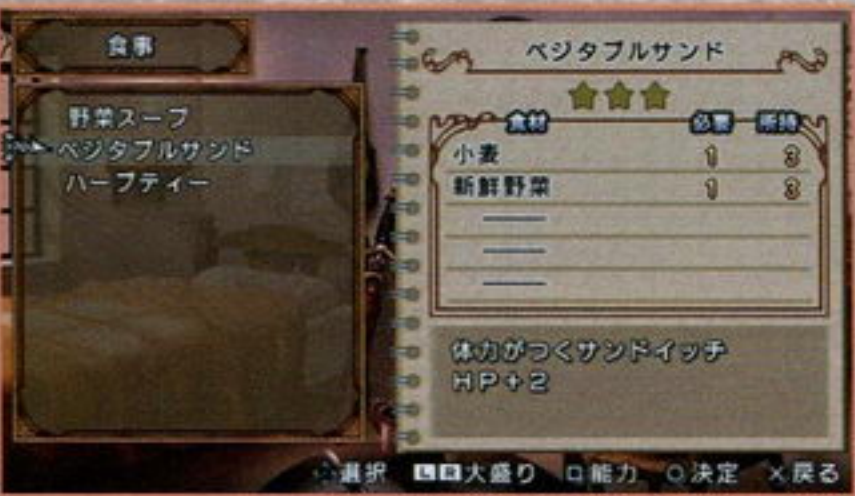 食事
野菜スープ
ベジタブルサンド
ハーブティー
ベジタブルサンド
食材 必要 所持
小麦 1 3
新鮮野菜 1 3
体力がつくサンドイッチ
HP+2
選択 L R 大盛り □能力 ○決定 ×戻る